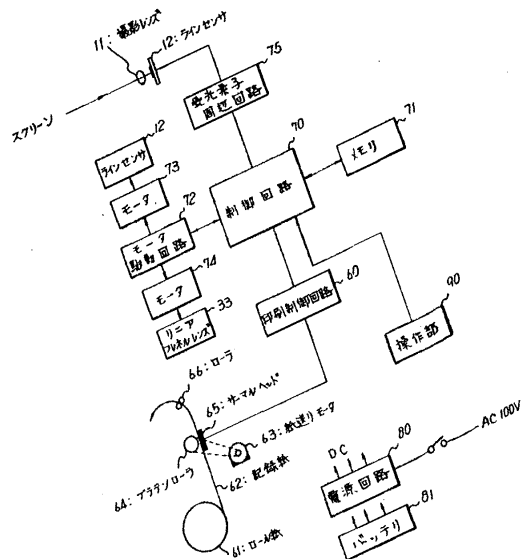 11:撮影レンズ
12:ラインセンサ
75
受光素子
周辺回路
スクリーン
12
ラインセンサ
73
モータ
72
モータ
駆動回路
74
モータ
33
リニア
フレネルレンズ
70
制御回路
71
メモリ
60
印刷制御回路
90
操作部
66:ローラ
65:サーマルヘッド
63:紙送りモータ
64:プラテンローラ
62:記録紙
61:ロール紙
DC
80
電源回路
AC100V
81
バッテリ